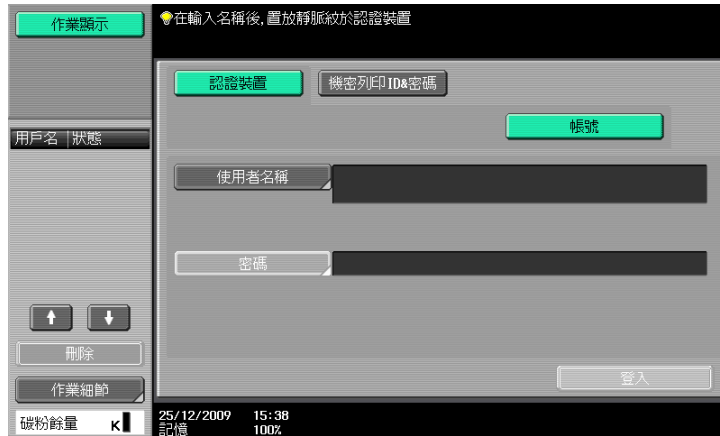 作業顯示
在輸入名稱後,置放靜脈紋於認證裝置
認證裝置
機密列印ID&密碼
帳號
用戶名 狀態
使用者名稱
密碼
刪除
登入
作業細節
碳粉餘量 K
25/12/2009 15:38
記憶 100%